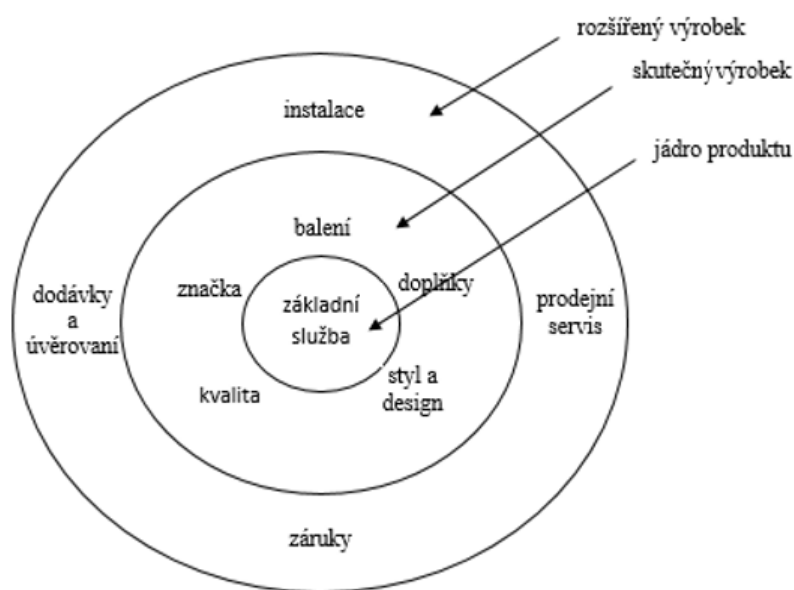 rozšířený výrobek
skutečný výrobek
instalace
jádro produktu
balení
značka
doplňky
dodávky
a
úvěrovaní
základní
služba
prodejní
servis
kvalita
styl a
design
záruky